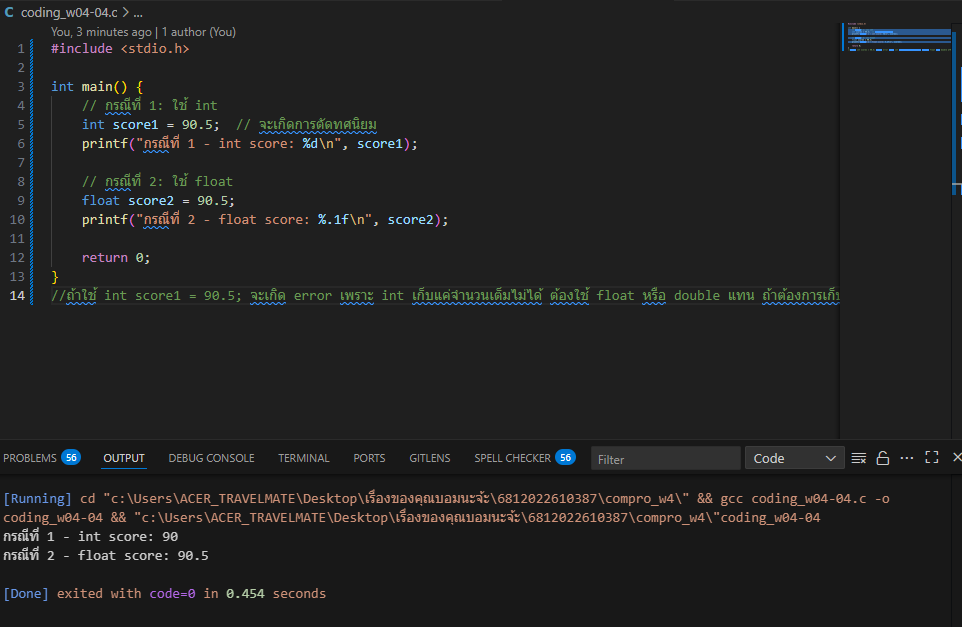 coding_w04-04.c > ...
You, 3 minutes ago | 1 author (You)
1 #include <stdio.h>
2
3 int main() {
4 // กรณีที่ 1: ใช้ int
5 int score1 = 90.5; // จะเกิดการตัดทศนิยม
6 printf("กรณีที่ 1 - int score: %d\n", score1);
7
8 // กรณีที่ 2: ใช้ float
9 float score2 = 90.5;
10 printf("กรณีที่ 2 - float score: %.1f\n", score2);
11
12 return 0;
13 }
14 //ถ้าใช้ int score1 = 90.5; จะเกิด error เพราะ int เก็บแค่จำนวนเต็มไม่ได้ ต้องใช้ float หรือ double แทน ถ้าต้องการเก็บ
PROBLEMS 56 OUTPUT DEBUG CONSOLE TERMINAL PORTS GITLENS SPELL CHECKER 56 Filter Code
[Running] cd "c:\Users\ACER_TRAVELMATE\Desktop\เรื่องของคุณบอมนะจ้ะ\6812022610387\compro_w4\" && gcc coding_w04-04.c -o
coding_w04-04 && "c:\Users\ACER_TRAVELMATE\Desktop\เรื่องของคุณบอมนะจ้ะ\6812022610387\compro_w4\"coding_w04-04
กรณีที่ 1 - int score: 90
กรณีที่ 2 - float score: 90.5
[Done] exited with code=0 in 0.454 seconds